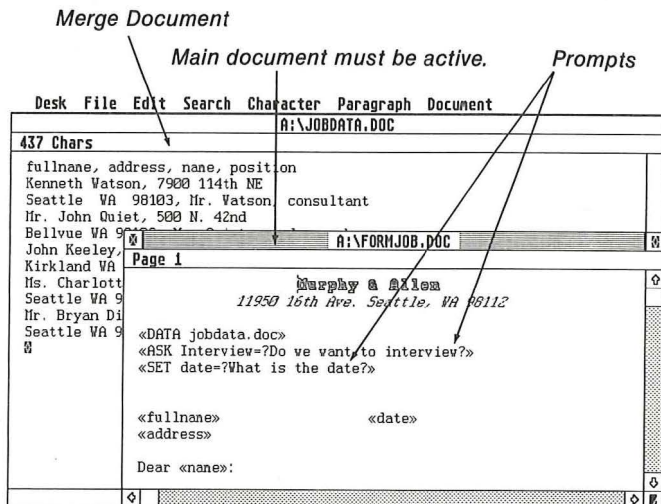 Merge Document
Main document must be active.
Prompts
Desk File Edit Search Character Paragraph Document
A:\JOBDATA.DOC
437 Chars
fullname, address, name, position
Kenneth Watson, 7900 114th NE
Seattle WA 98103, Mr. Watson, consultant
Mr. John Quiet, 500 N. 42nd
Bellvue WA
John Keeley,
Kirkland WA
Ms. Charlott
Seattle WA 9
Mr. Bryan Di
Seattle WA 9
A:\FORMJOB.DOC
Page 1
Murphy & Allen
11950 16th Ave. Seattle, WA 98112
«DATA jobdata.doc»
«ASK Interview=?Do we want to interview?»
«SET date=?What is the date?»
«fullname» «date»
«address»
Dear «name»: